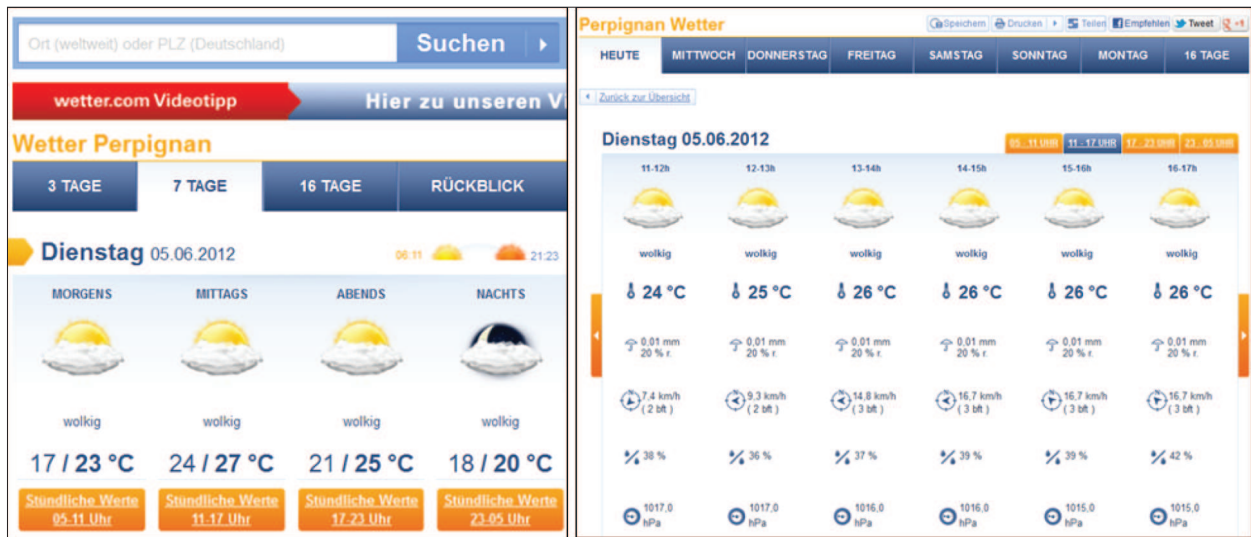 Ort (weltweit) oder PLZ (Deutschland)
Suchen
wetter.com Videotipp
Hier zu unseren Vi
Wetter Perpignan
3 TAGE 7 TAGE 16 TAGE RÜCKBLICK
Dienstag 05.06.2012 06:11 21:23
MORGENS MITTAGS ABENDS NACHTS
wolkig wolkig wolkig wolkig
17 / 23 °C 24 / 27 °C 21 / 25 °C 18 / 20 °C
Stündliche Werte Stündliche Werte Stündliche Werte Stündliche Werte
05-11 Uhr 11-17 Uhr 17-23 Uhr 23-05 Uhr
Perpignan Wetter Speichern Drucken Teilen Empfehlen Tweet +1
HEUTE MITTWOCH DONNERSTAG FREITAG SAMSTAG SONNTAG MONTAG 16 TAGE
Zurück zur Übersicht
Dienstag 05.06.2012 05 - 11 UHR 11 - 17 UHR 17 - 23 UHR 23 - 05 UHR
11-12h 12-13h 13-14h 14-15h 15-16h 16-17h
wolkig wolkig wolkig wolkig wolkig wolkig
24 °C 25 °C 26 °C 26 °C 26 °C 26 °C
0,01 mm 0,01 mm 0,01 mm 0,01 mm 0,01 mm 0,01 mm
20 % r. 20 % r. 20 % r. 20 % r. 20 % r. 20 % r.
7,4 km/h 9,3 km/h 14,8 km/h 16,7 km/h 16,7 km/h 16,7 km/h
( 2 bft ) ( 2 bft ) ( 3 bft ) ( 3 bft ) ( 3 bft ) ( 3 bft )
38 % 36 % 37 % 39 % 39 % 42 %
1017,0 1017,0 1016,0 1016,0 1015,0 1015,0
hPa hPa hPa hPa hPa hPa